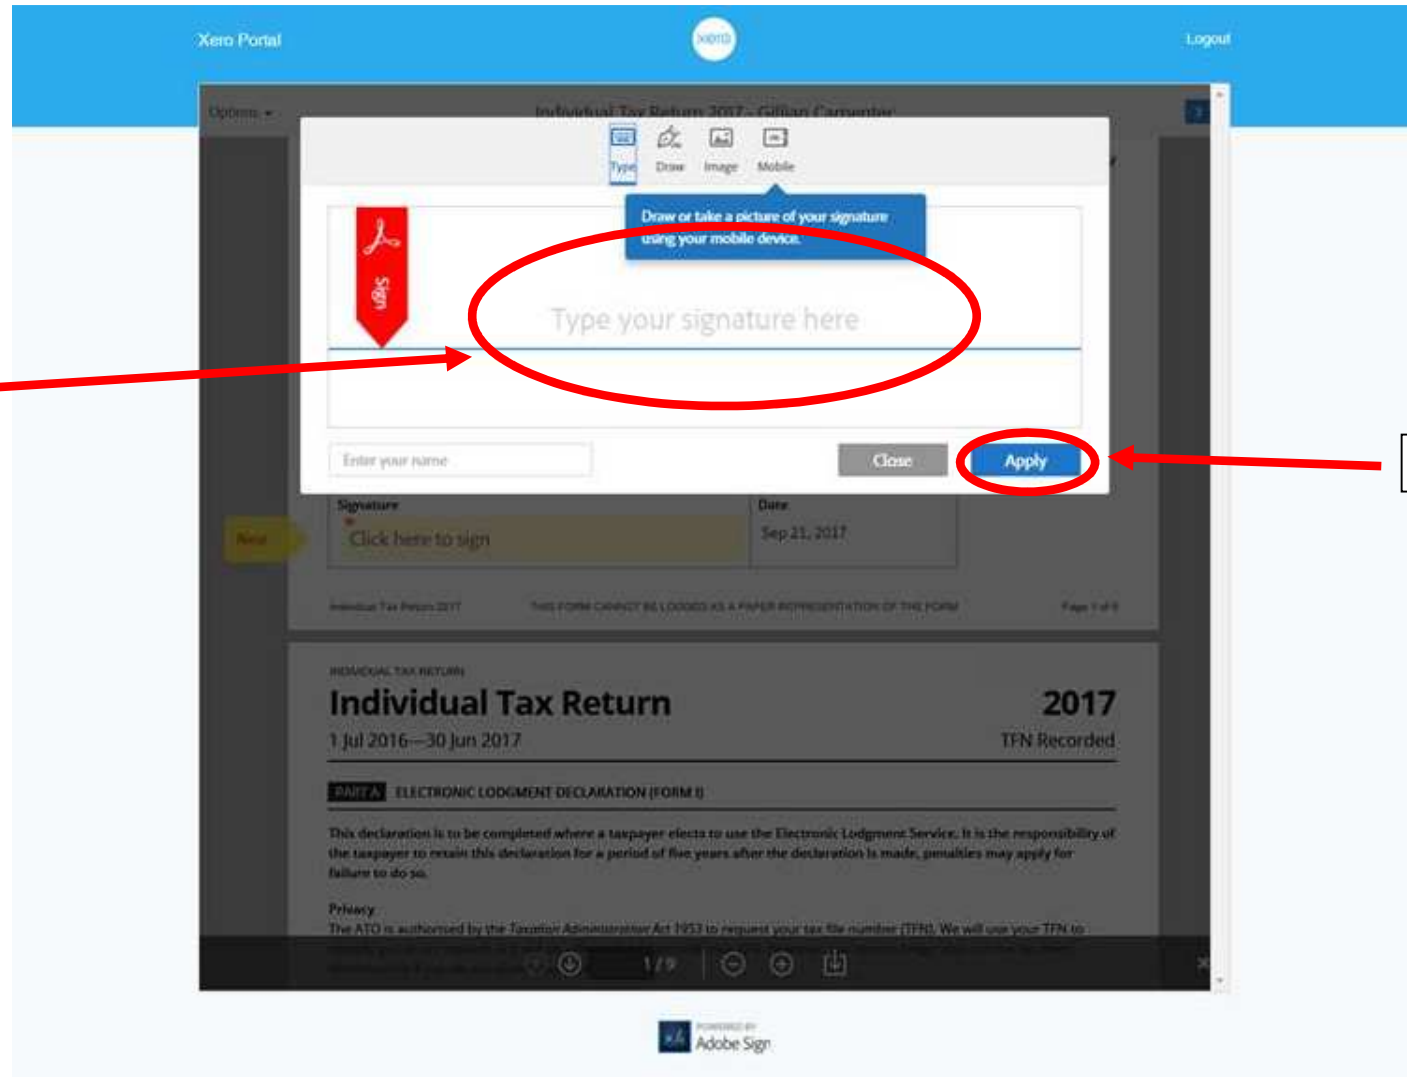 Xero Portal
xero
Logout
Options
Individual Tax Return 2017 - Gillian Carpenter
Type
Draw
Image
Mobile
Draw or take a picture of your signature
using your mobile device.
Sign
Type your signature here
Enter your name
Close
Apply
Signature
Date
Next
* Click here to sign
Sep 21, 2017
Individual Tax Return 2017
THIS FORM CANNOT BE LODGED AS A PAPER REPRESENTATION OF THE FORM
Page 1 of 9
INDIVIDUAL TAX RETURN
Individual Tax Return
2017
1 Jul 2016—30 Jun 2017
TFN Recorded
PART A ELECTRONIC LODGMENT DECLARATION (FORM I)
This declaration is to be completed where a taxpayer elects to use the Electronic Lodgment Service. It is the responsibility of
the taxpayer to retain this declaration for a period of five years after the declaration is made, penalties may apply for
failure to do so.
Privacy
The ATO is authorised by the Taxation Administration Act 1953 to request your tax file number (TFN). We will use your TFN to
1 / 9
POWERED BY
Adobe Sign